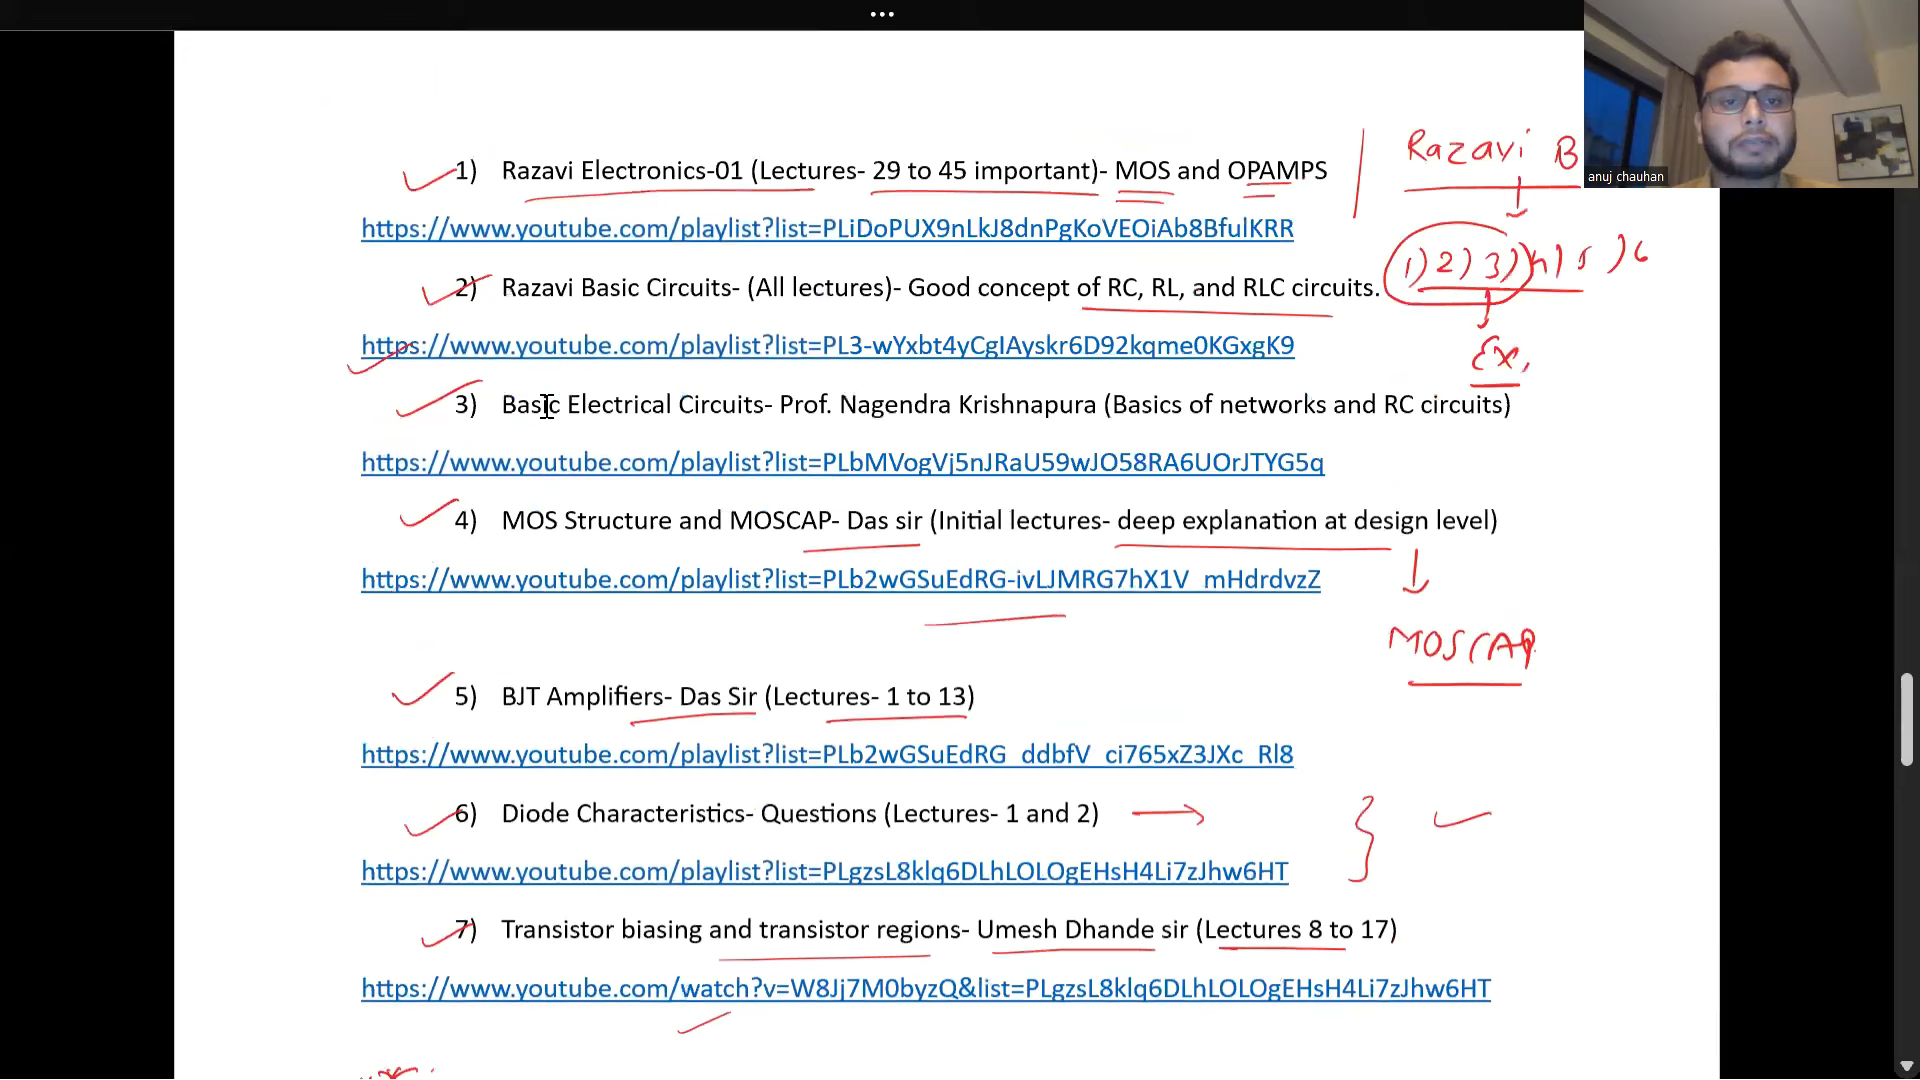 1) Razavi Electronics-01 (Lectures- 29 to 45 important)- MOS and OPAMPS
Razavi B
anuj chauhan
https://www.youtube.com/playlist?list=PLiDoPUX9nLkJ8dnPgKoVEOiAb8BfulKRR
1) 2) 3) 4) 5) 6
2) Razavi Basic Circuits- (All lectures)- Good concept of RC, RL, and RLC circuits.
https://www.youtube.com/playlist?list=PL3-wYxbt4yCgIAyskr6D92kqme0KGxgK9
Ex,
3) Basic Electrical Circuits- Prof. Nagendra Krishnapura (Basics of networks and RC circuits)
https://www.youtube.com/playlist?list=PLbMVogVj5nJRaU59wJO58RA6UOrJTYG5q
4) MOS Structure and MOSCAP- Das sir (Initial lectures- deep explanation at design level)
https://www.youtube.com/playlist?list=PLb2wGSuEdRG-ivLJMRG7hX1V_mHdrdvzZ
MOSCAP
5) BJT Amplifiers- Das Sir (Lectures- 1 to 13)
https://www.youtube.com/playlist?list=PLb2wGSuEdRG_ddbfV_ci765xZ3JXc_Rl8
6) Diode Characteristics- Questions (Lectures- 1 and 2)
https://www.youtube.com/playlist?list=PLgzsL8klq6DLhLOLOgEHsH4Li7zJhw6HT
7) Transistor biasing and transistor regions- Umesh Dhande sir (Lectures 8 to 17)
https://www.youtube.com/watch?v=W8Jj7M0byzQ&list=PLgzsL8klq6DLhLOLOgEHsH4Li7zJhw6HT